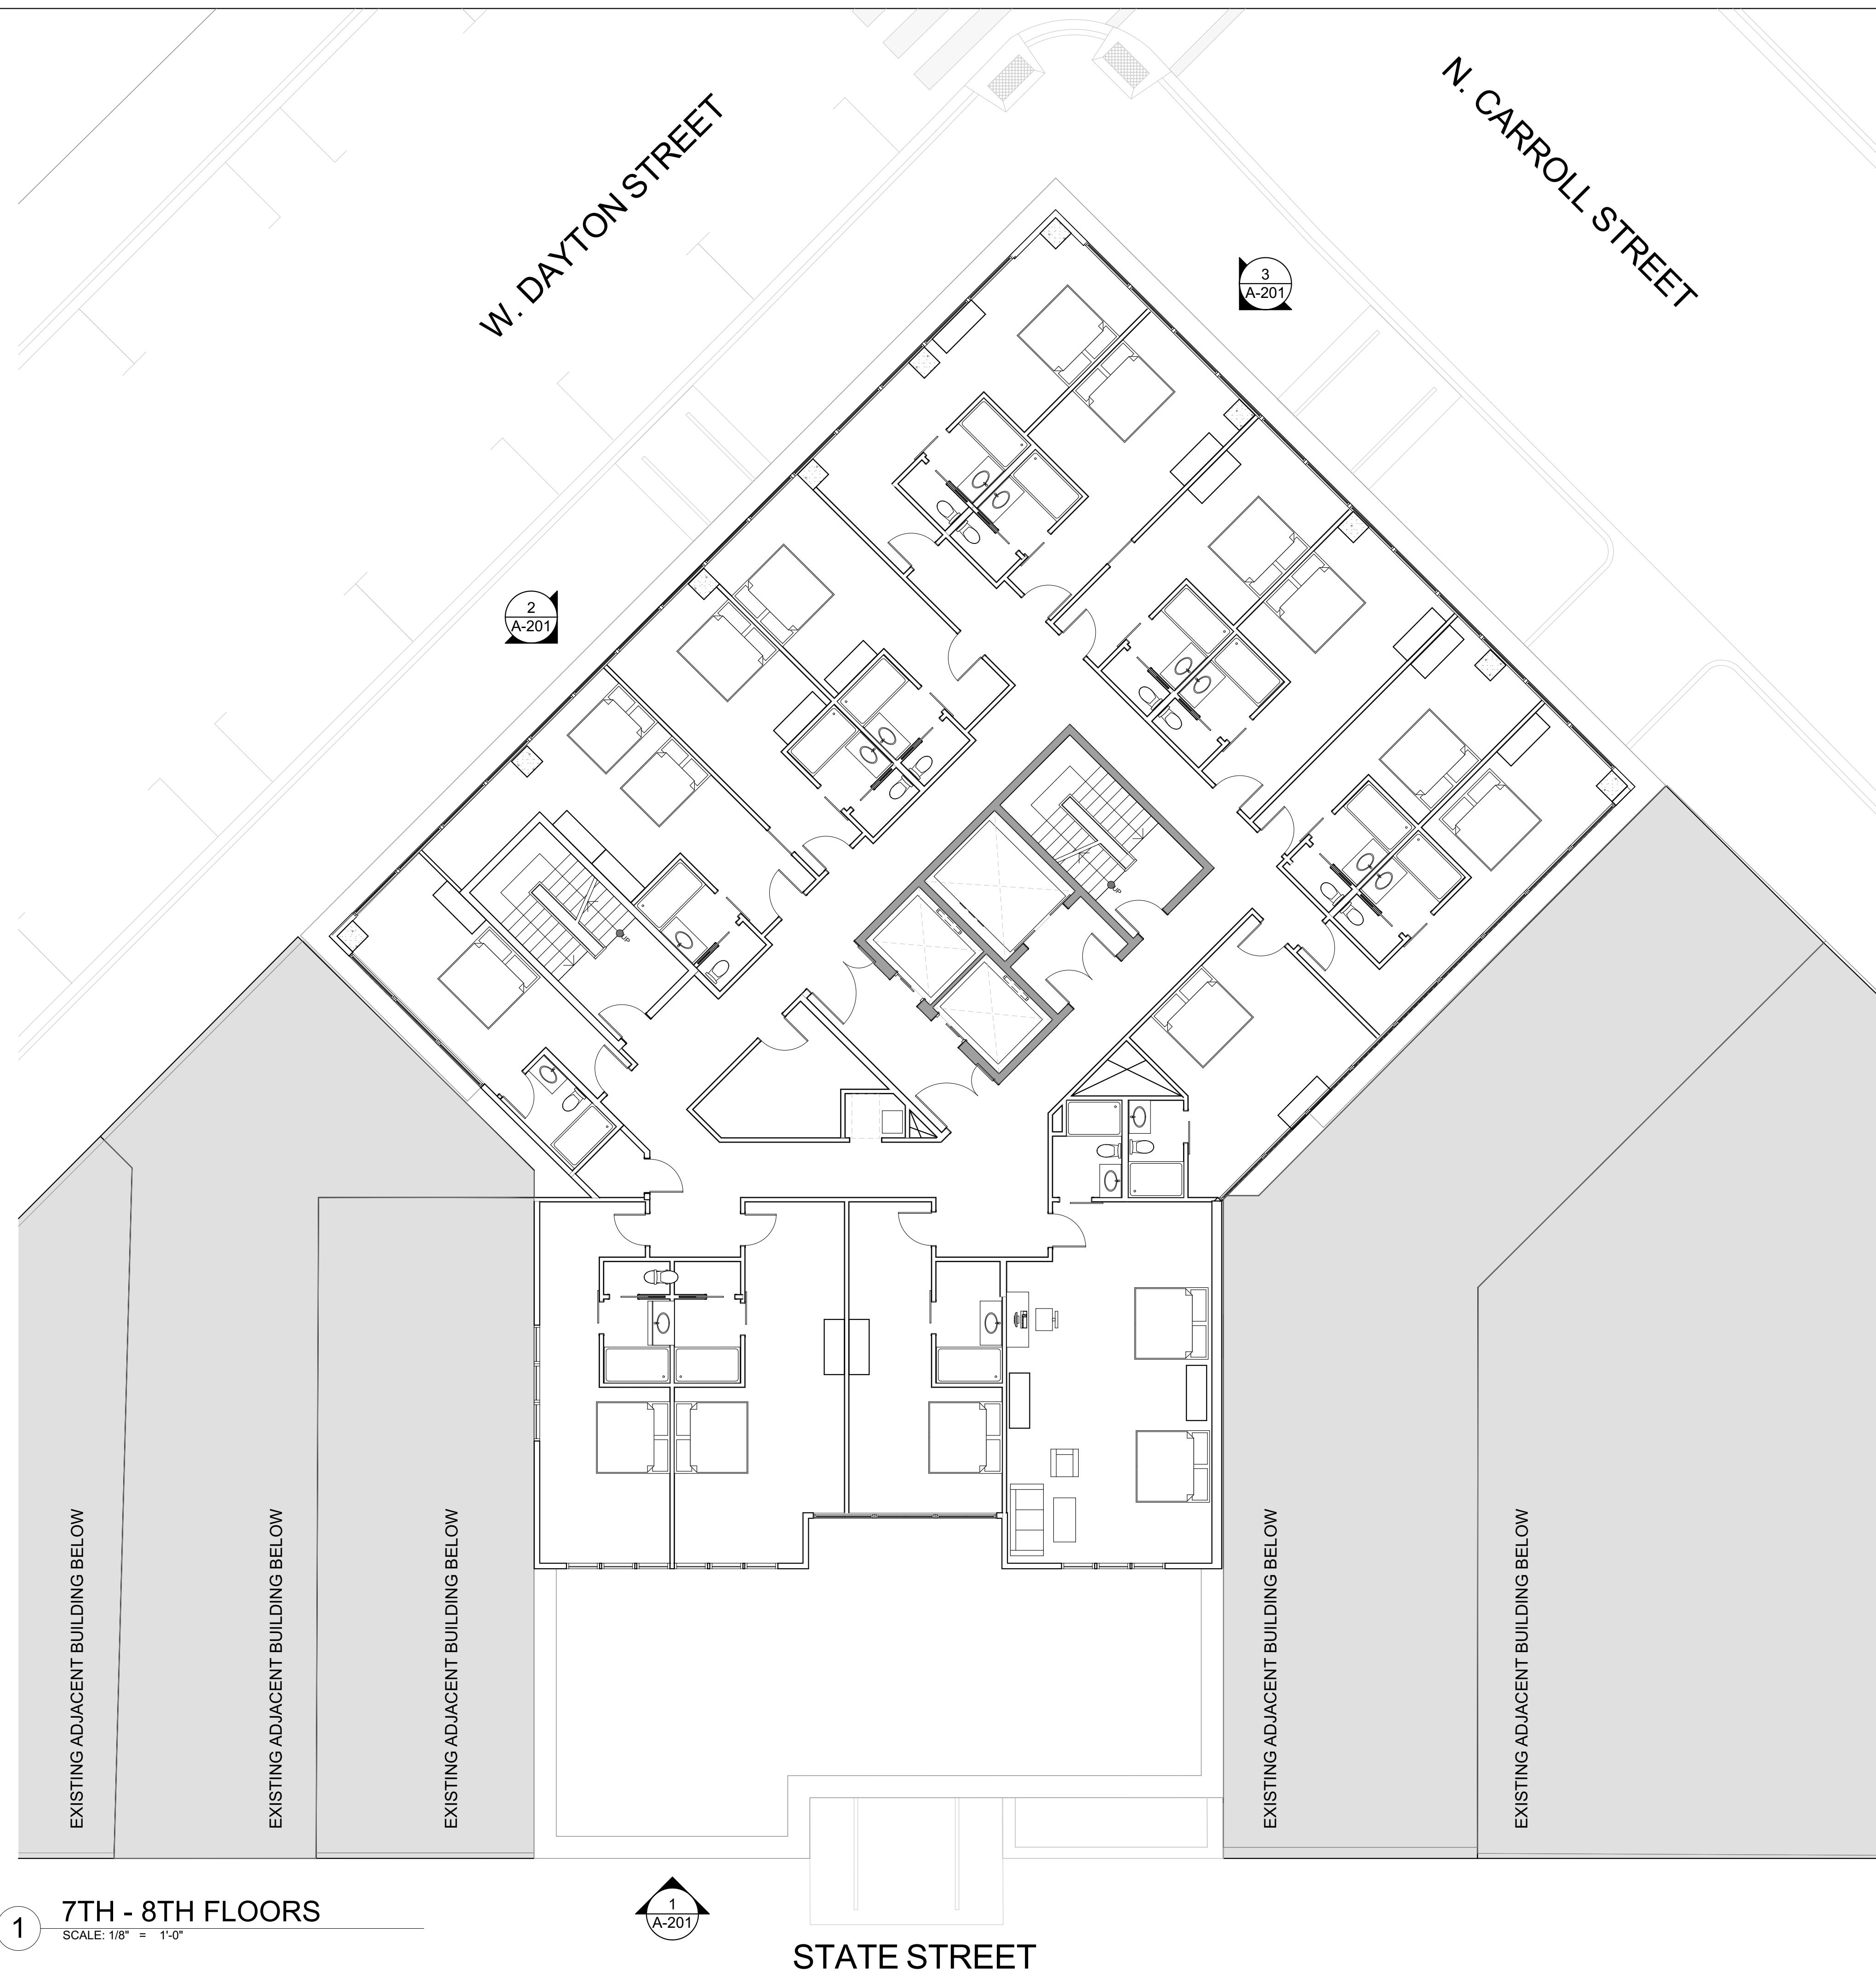 W. DAYTON STREET
N. CARROLL STREET
3
A-201
2
A-201
EXISTING ADJACENT BUILDING BELOW
EXISTING ADJACENT BUILDING BELOW
EXISTING ADJACENT BUILDING BELOW
EXISTING ADJACENT BUILDING BELOW
EXISTING ADJACENT BUILDING BELOW
1
7TH - 8TH FLOORS
SCALE: 1/8" = 1'-0"
1
A-201
STATE STREET